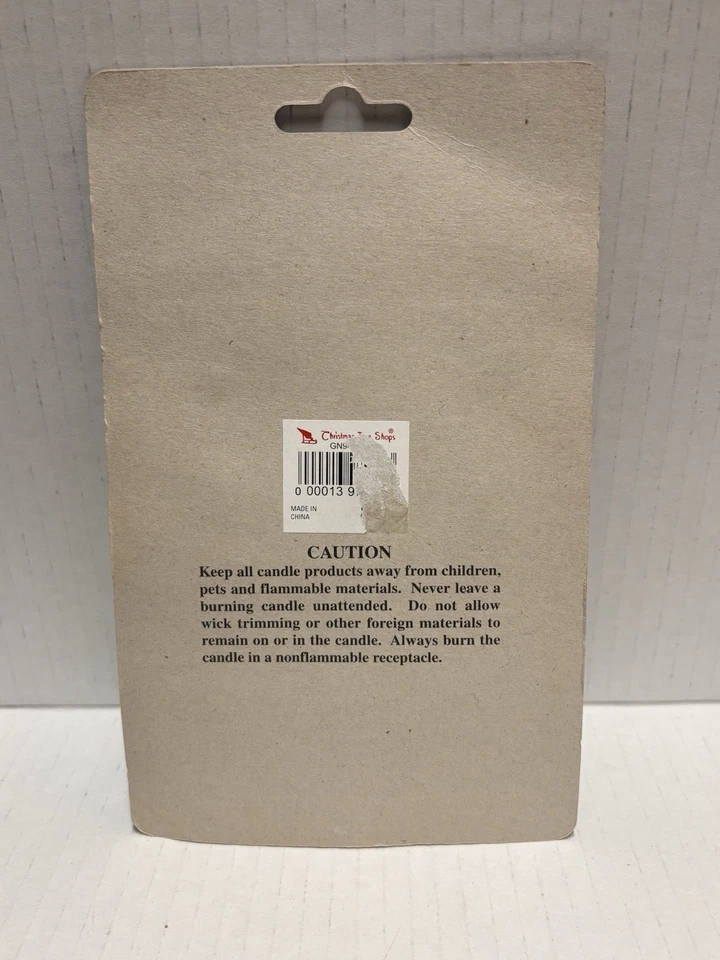 Christmas Shops®
GN9
0 00013 9
MADE IN
CHINA
CAUTION
Keep all candle products away from children,
pets and flammable materials. Never leave a
burning candle unattended. Do not allow
wick trimming or other foreign materials to
remain on or in the candle. Always burn the
candle in a nonflammable receptacle.